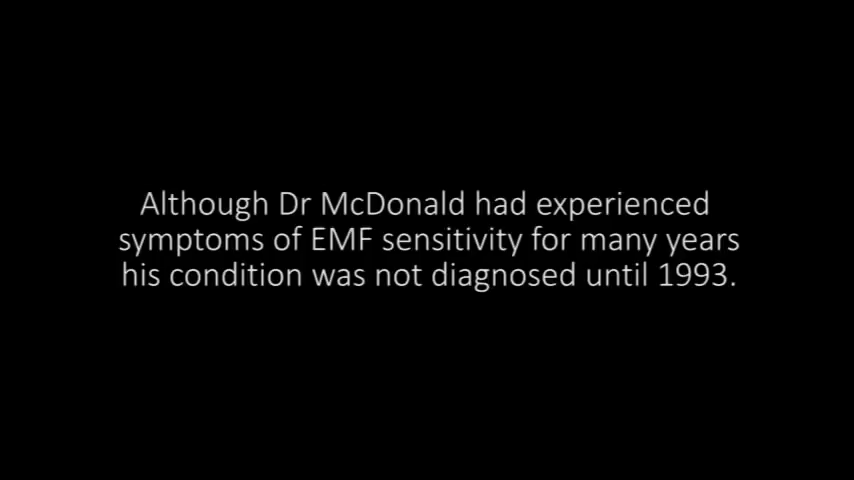 Although Dr McDonald had experienced
symptoms of EMF sensitivity for many years
his condition was not diagnosed until 1993.